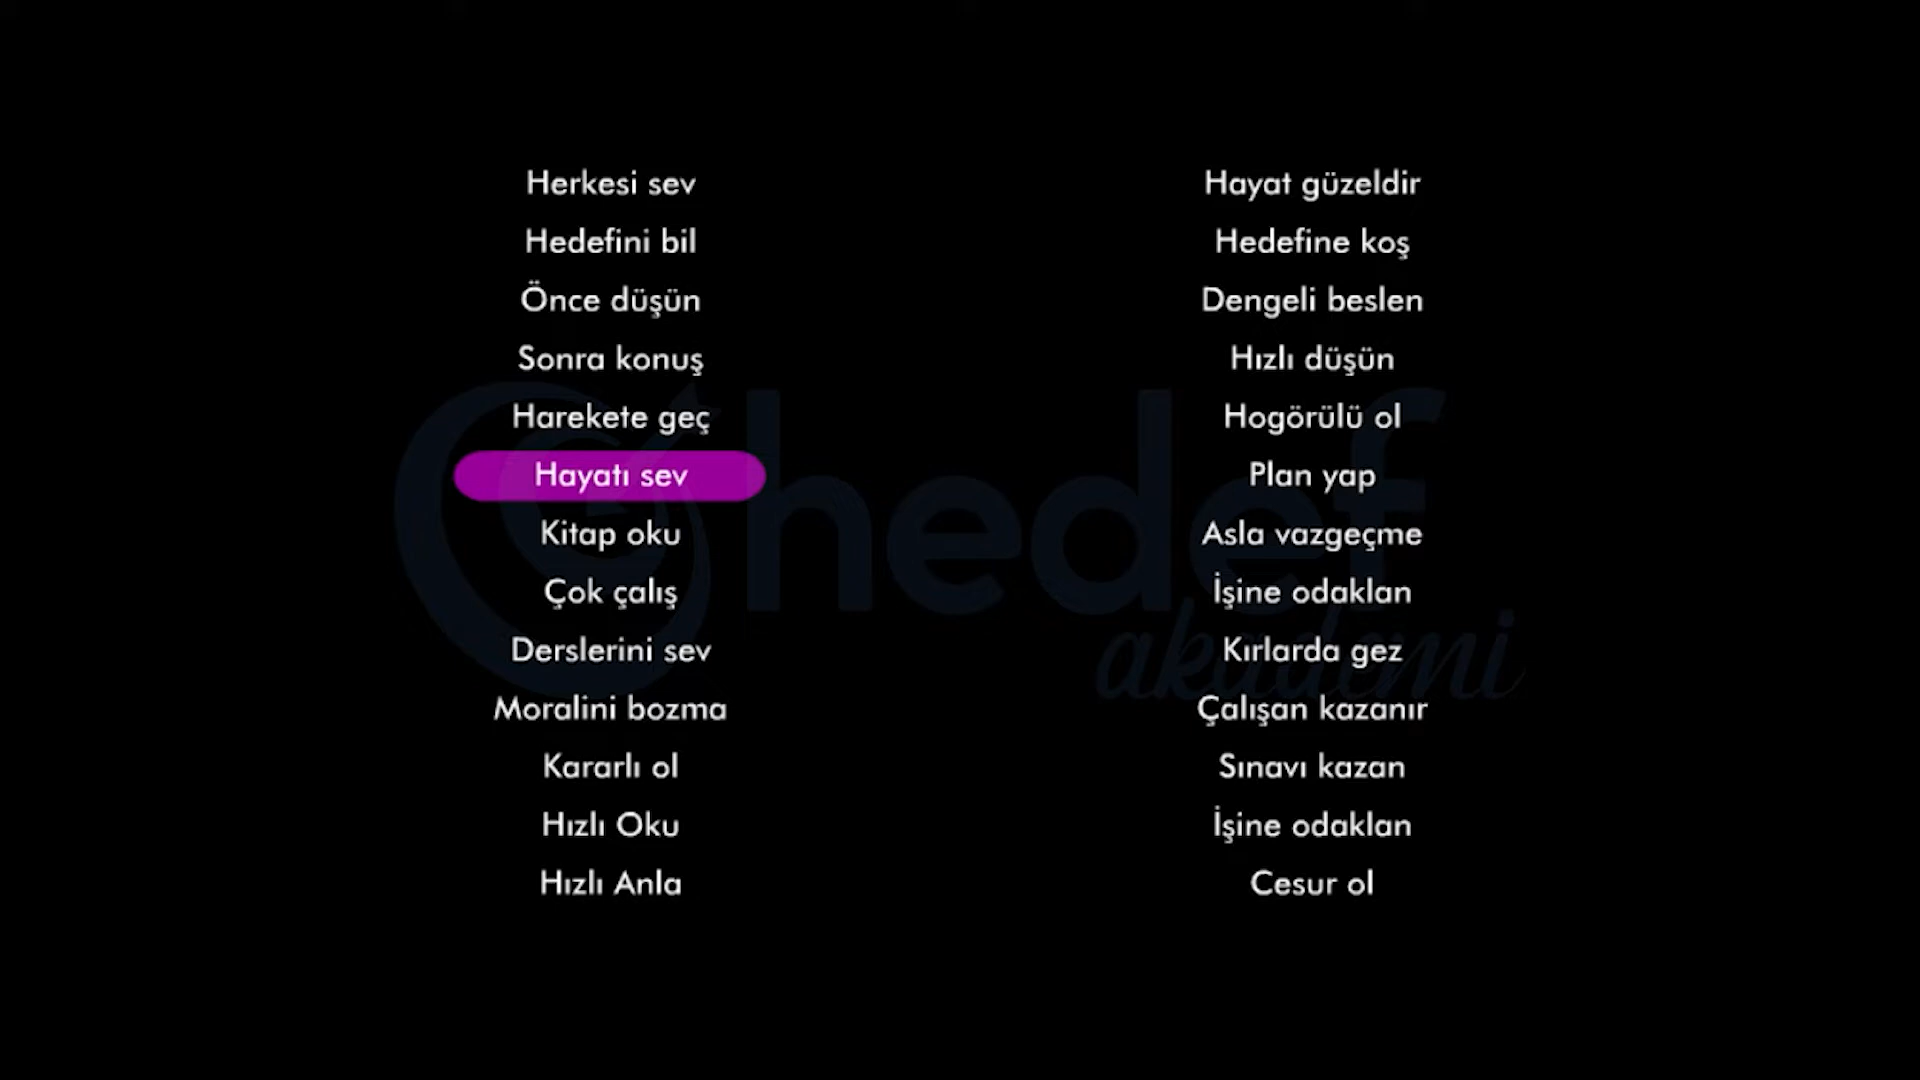 Herkesi sev
Hedefini bil
Önce düşün
Sonra konuş
Harekete geç
Hayatı sev
Kitap oku
Çok çalış
Derslerini sev
Moralini bozma
Kararlı ol
Hızlı Oku
Hızlı Anla
Hayat güzeldir
Hedefine koş
Dengeli beslen
Hızlı düşün
Hogörülü ol
Plan yap
Asla vazgeçme
İşine odaklan
Kırlarda gez
Çalışan kazanır
Sınavı kazan
İşine odaklan
Cesur ol
hedef
akademi